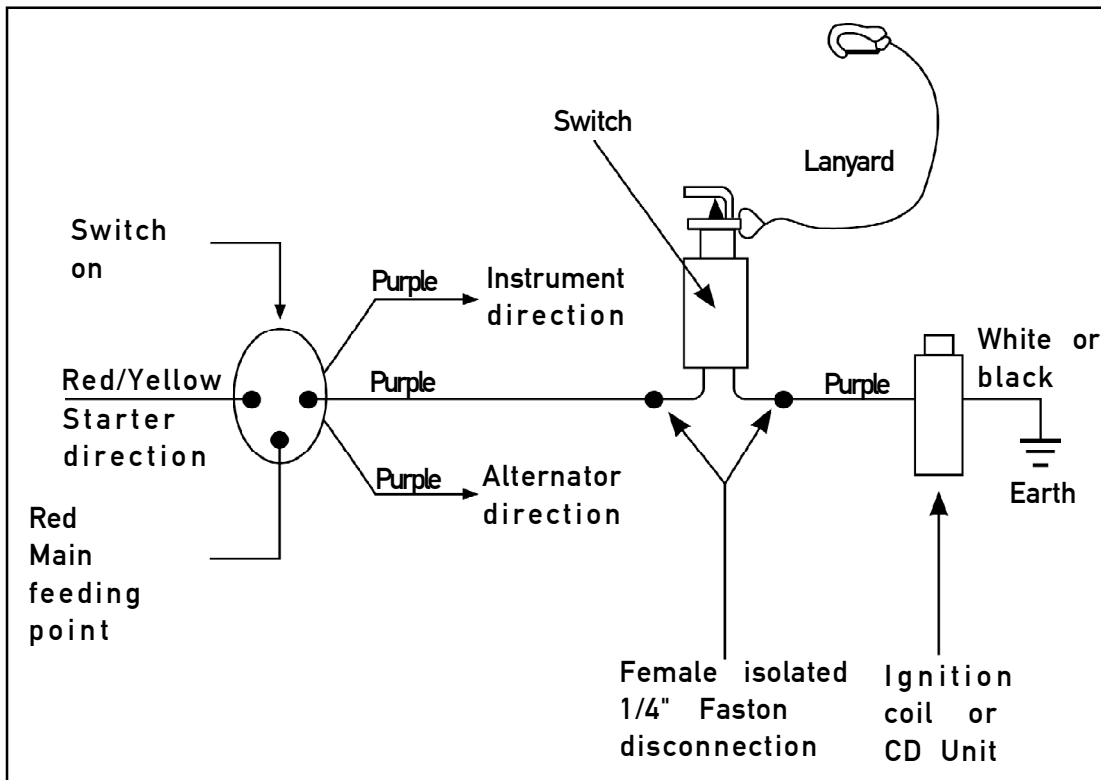 Switch
Lanyard
Switch
on
Purple
Instrument
direction
Red/Yellow
Starter
direction
Purple
Purple
White or
black
Purple
Alternator
direction
Earth
Red
Main
feeding
point
Female isolated
1/4" Faston
disconnection
Ignition
coil or
CD Unit